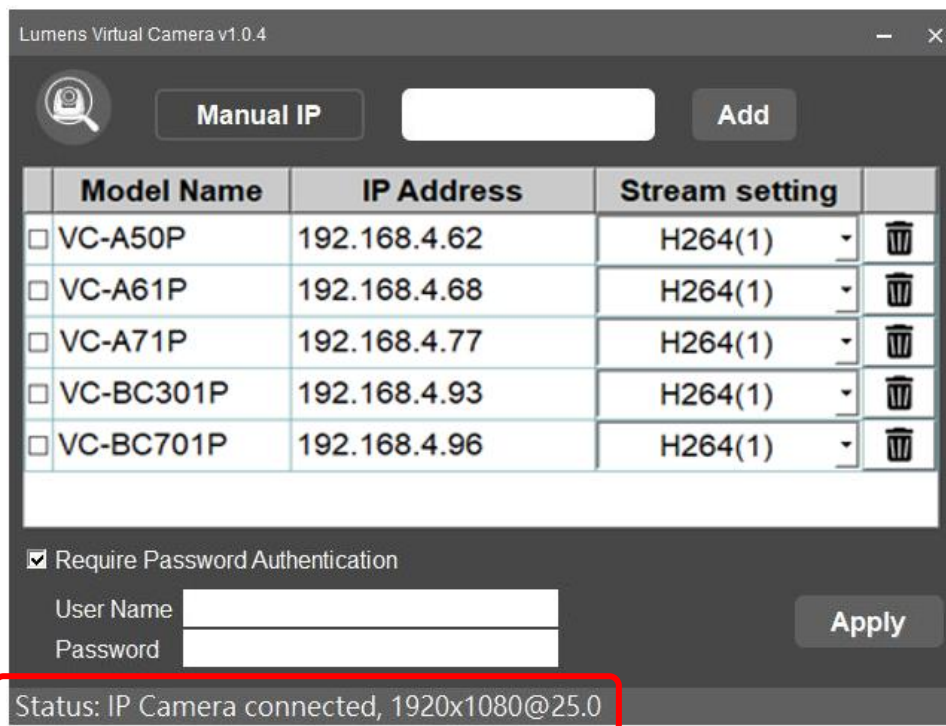 Lumens Virtual Camera v1.0.4
Manual IP Add
Model Name IP Address Stream setting
VC-A50P 192.168.4.62 H264(1)
VC-A61P 192.168.4.68 H264(1)
VC-A71P 192.168.4.77 H264(1)
VC-BC301P 192.168.4.93 H264(1)
VC-BC701P 192.168.4.96 H264(1)
Require Password Authentication
User Name
Apply
Password
Status: IP Camera connected, 1920x1080@25.0